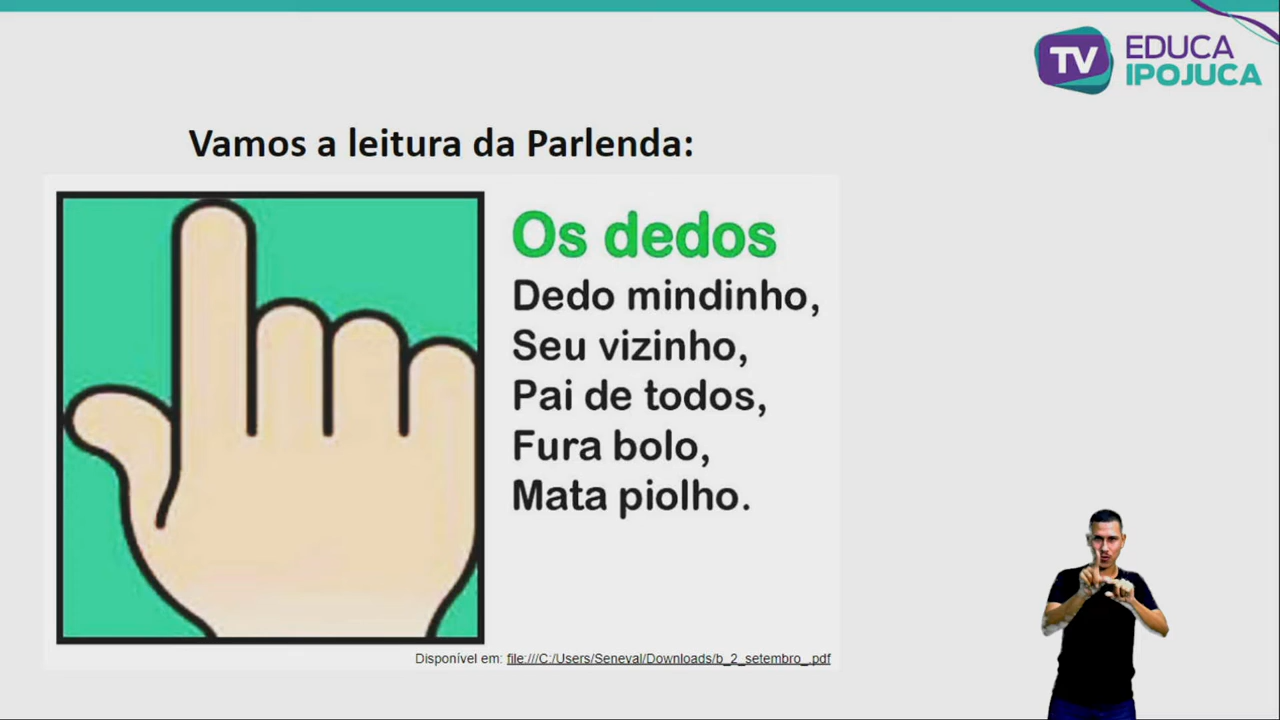 TV EDUCA
IPOJUCA
Vamos a leitura da Parlenda:
Os dedos
Dedo mindinho,
Seu vizinho,
Pai de todos,
Fura bolo,
Mata piolho.
Disponível em: file:///C:/Users/Seneval/Downloads/b_2_setembro_.pdf